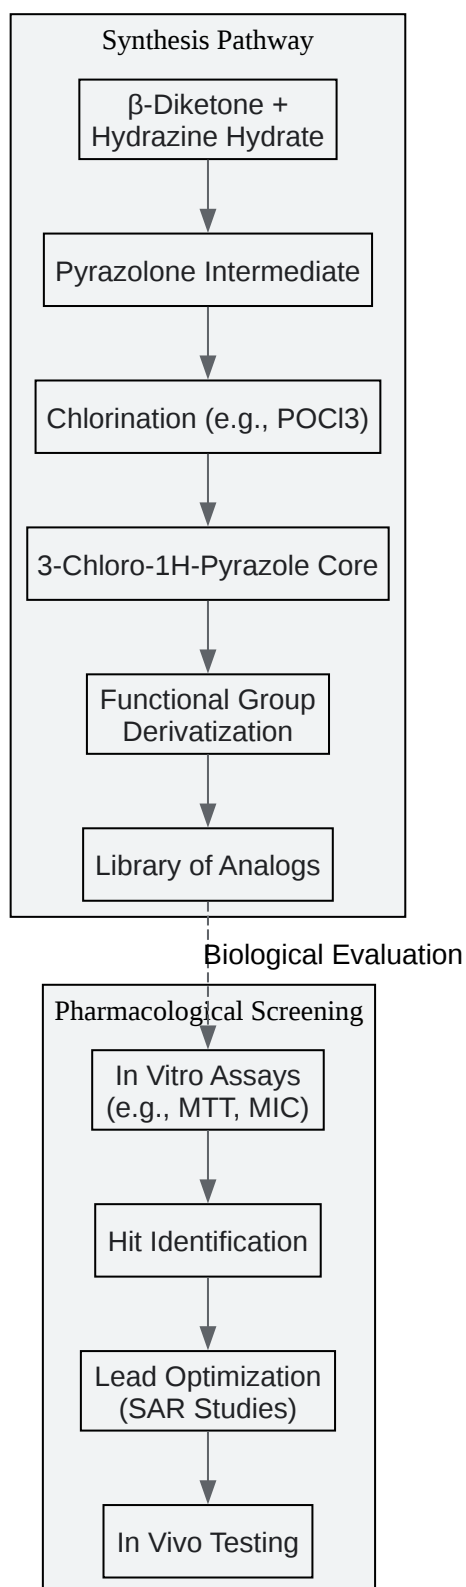 Synthesis Pathway
β-Diketone +
Hydrazine Hydrate
Pyrazolone Intermediate
Chlorination (e.g., POCl3)
3-Chloro-1H-Pyrazole Core
Functional Group
Derivatization
Library of Analogs
Biological Evaluation
Pharmacological Screening
In Vitro Assays
(e.g., MTT, MIC)
Hit Identification
Lead Optimization
(SAR Studies)
In Vivo Testing